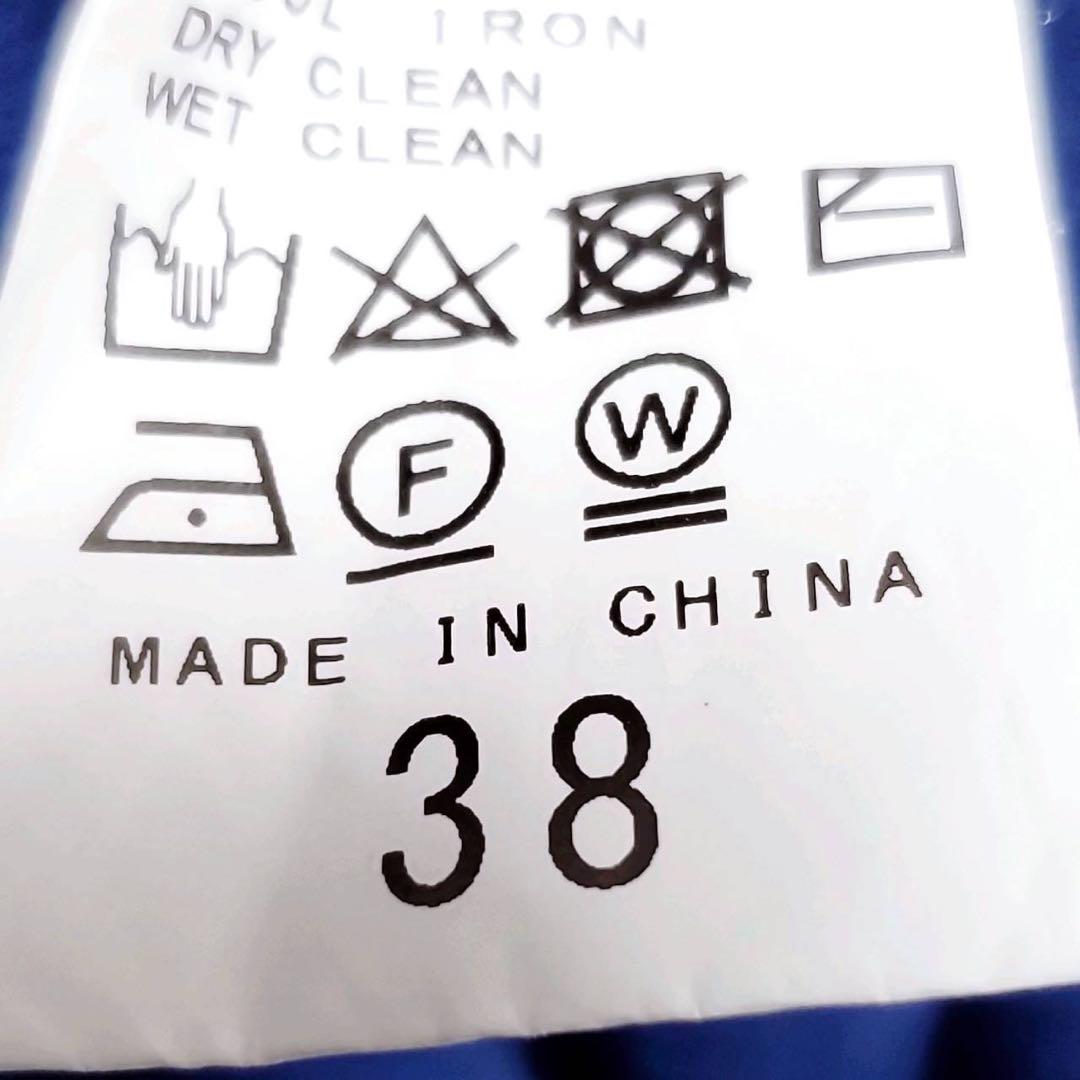 IRON
DRY CLEAN
WET CLEAN
F
W
MADE IN CHINA
38